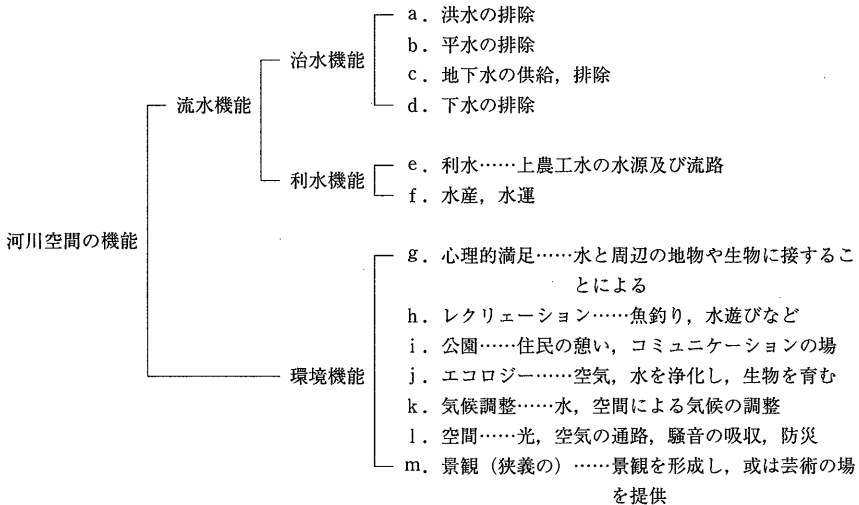 a．洪水の排除
b．平水の排除
治水機能
c．地下水の供給，排除
流水機能
d．下水の排除
e．利水……上農工水の水源及び流路
利水機能
f．水産，水運
河川空間の機能
g．心理的満足……水と周辺の地物や生物に接するこ
とによる
h．レクリェーション……魚釣り，水遊びなど
i．公園……住民の憩い，コミュニケーションの場
環境機能
j．エコロジー……空気，水を浄化し，生物を育む
k．気候調整……水，空間による気候の調整
l．空間……光，空気の通路，騒音の吸収，防災
m．景観（狭義の）……景観を形成し，或は芸術の場
を提供